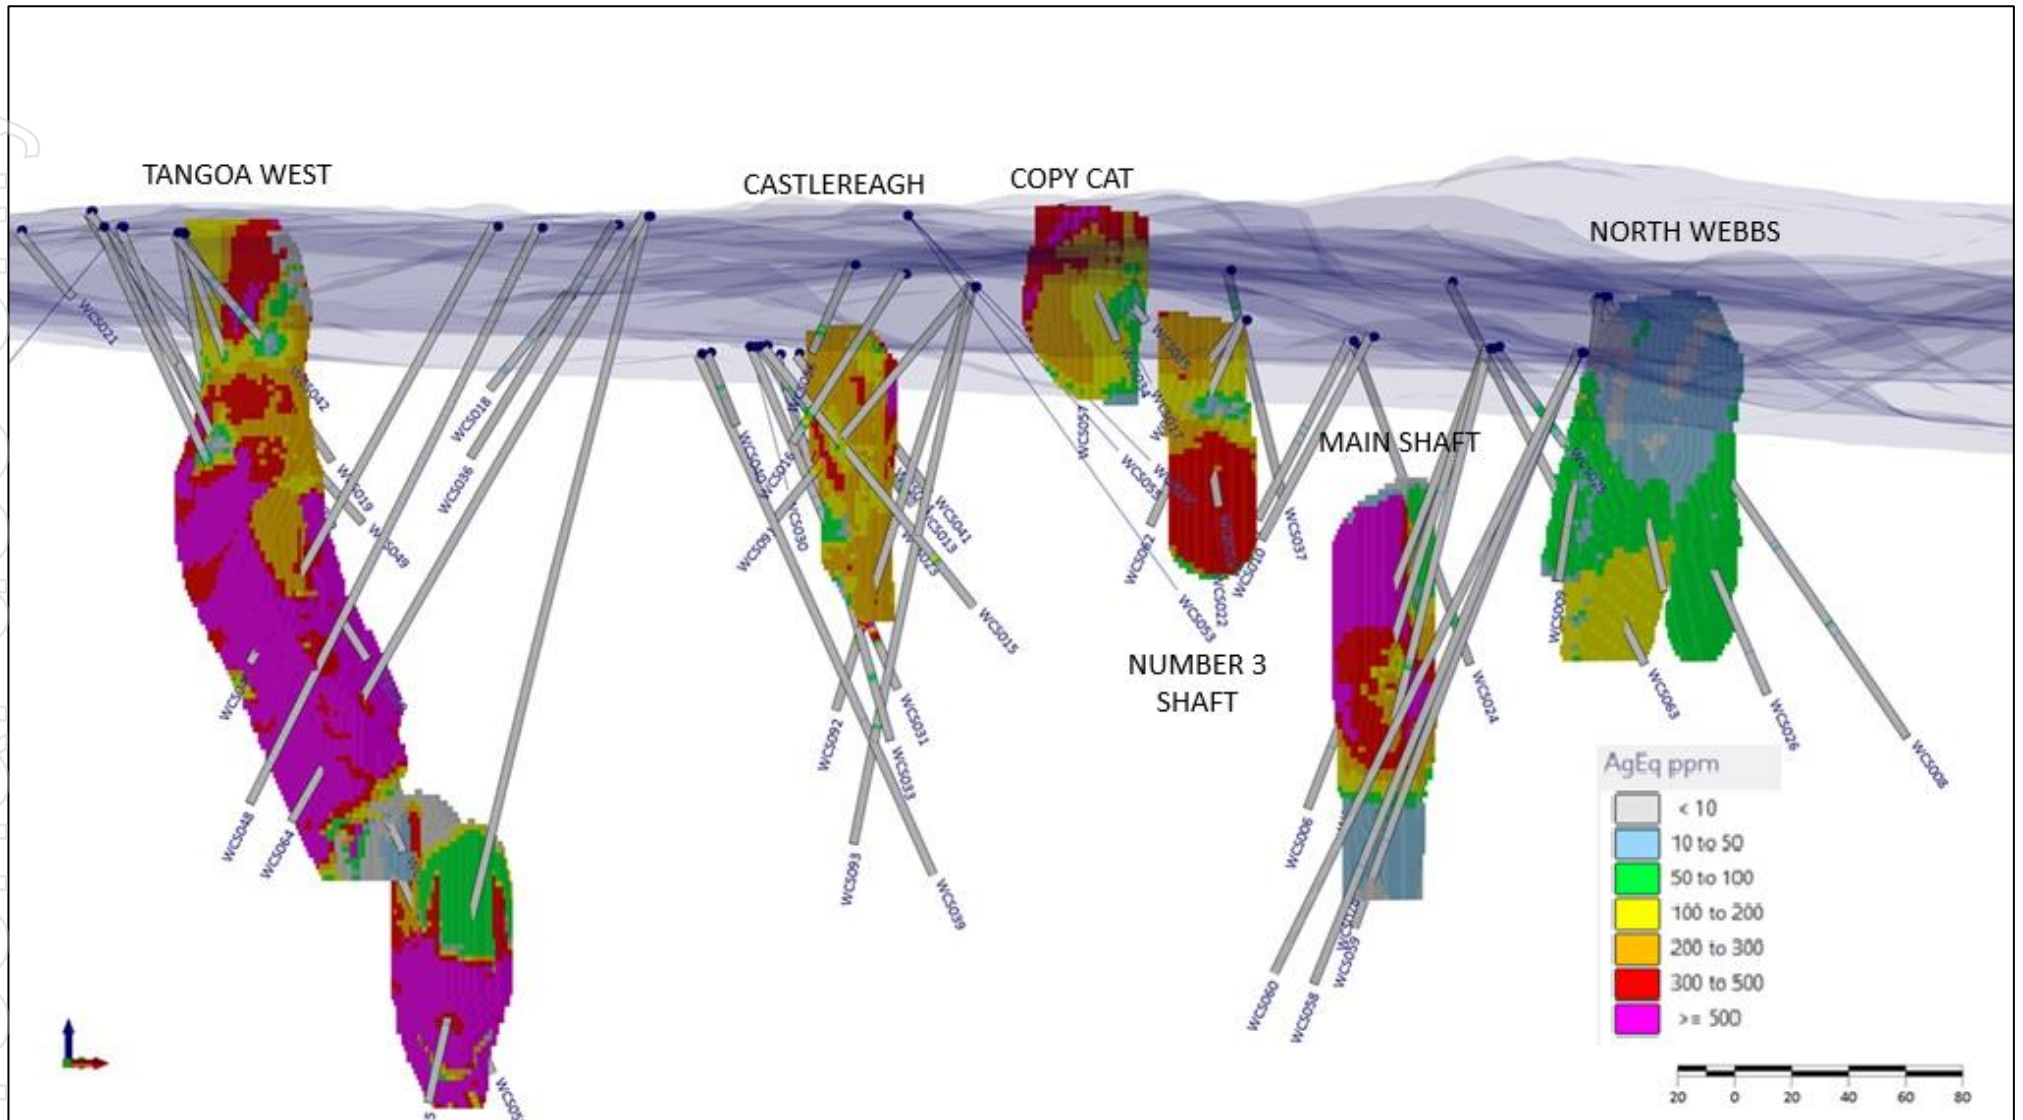 TANGOA WEST
CASTLEREAGH
COPY CAT
NORTH WEBBS
MAIN SHAFT
NUMBER 3
SHAFT
WCS021
WCS042
WCS019
WCS049
WCS018
WCS036
WCS048
WCS064
WCS040
WCS016
WCS030
WCS041
WCS013
WCS015
WCS092
WCS031
WCS033
WCS093
WCS039
WCS057
WCS055
WCS053
WCS062
WCS022
WCS010
WCS037
WCS024
WCS006
WCS060
WCS058
WCS059
WCS063
WCS026
WCS008
AgEq ppm
< 10
10 to 50
50 to 100
100 to 200
200 to 300
300 to 500
>= 500
20 0 20 40 60 80